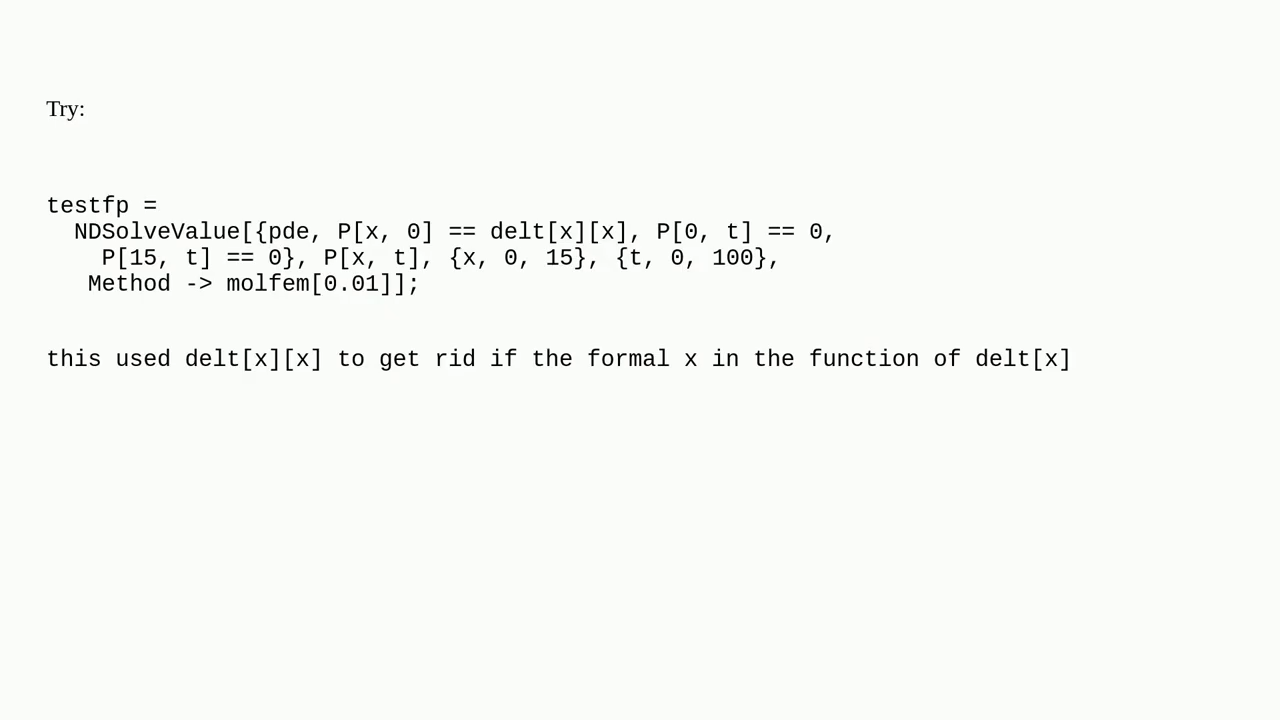 Try:
testfp =
  NDSolveValue[{pde, P[x, 0] == delt[x][x], P[0, t] == 0,
    P[15, t] == 0}, P[x, t], {x, 0, 15}, {t, 0, 100},
   Method -> molfem[0.01]];
this used delt[x][x] to get rid if the formal x in the function of delt[x]